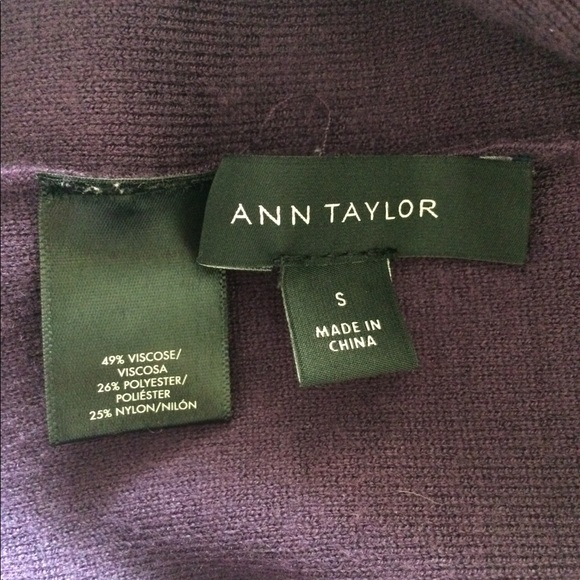 ANN TAYLOR
S
MADE IN
CHINA
49% VISCOSE/
VISCOSA
26% POLYESTER/
POLIÉSTER
25% NYLON/NILÓN